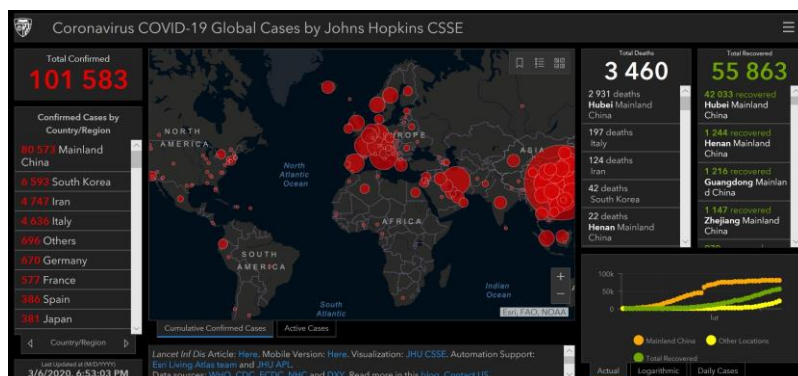 Coronavirus COVID-19 Global Cases by Johns Hopkins CSSE
Total Confirmed
101 583
Confirmed Cases by
Country/Region
80 573 Mainland
China
6 593 South Korea
4 747 Iran
4 636 Italy
696 Others
670 Germany
577 France
386 Spain
381 Japan
Country/Region
Last Updated at (M/D/YYYY)
3/6/2020, 6:53:03 PM
NORTH
AMERICA
EUROPE
ASIA
North
Atlantic
Ocean
AFRICA
SOUTH
AMERICA
Indian
Ocean
South
Atlantic
+
−
Esri, FAO, NOAA
Cumulative Confirmed Cases
Active Cases
Lancet Inf Dis Article: Here. Mobile Version: Here. Visualization: JHU CSSE. Automation Support:
Esri Living Atlas team and JHU APL.
Data sources: WHO, CDC, ECDC, NHC and DXY. Read more in this blog. Contact US.
Total Deaths
3 460
2 931 deaths
Hubei Mainland
China
197 deaths
Italy
124 deaths
Iran
42 deaths
South Korea
22 deaths
Henan Mainland
China
Total Recovered
55 863
42 033 recovered
Hubei Mainland
China
1 244 recovered
Henan Mainland
China
1 216 recovered
Guangdong Mainlan
d China
1 147 recovered
Zhejiang Mainland
China
100k
50k
0
Mainland China
Other Locations
Total Recovered
Actual
Logarithmic
Daily Cases